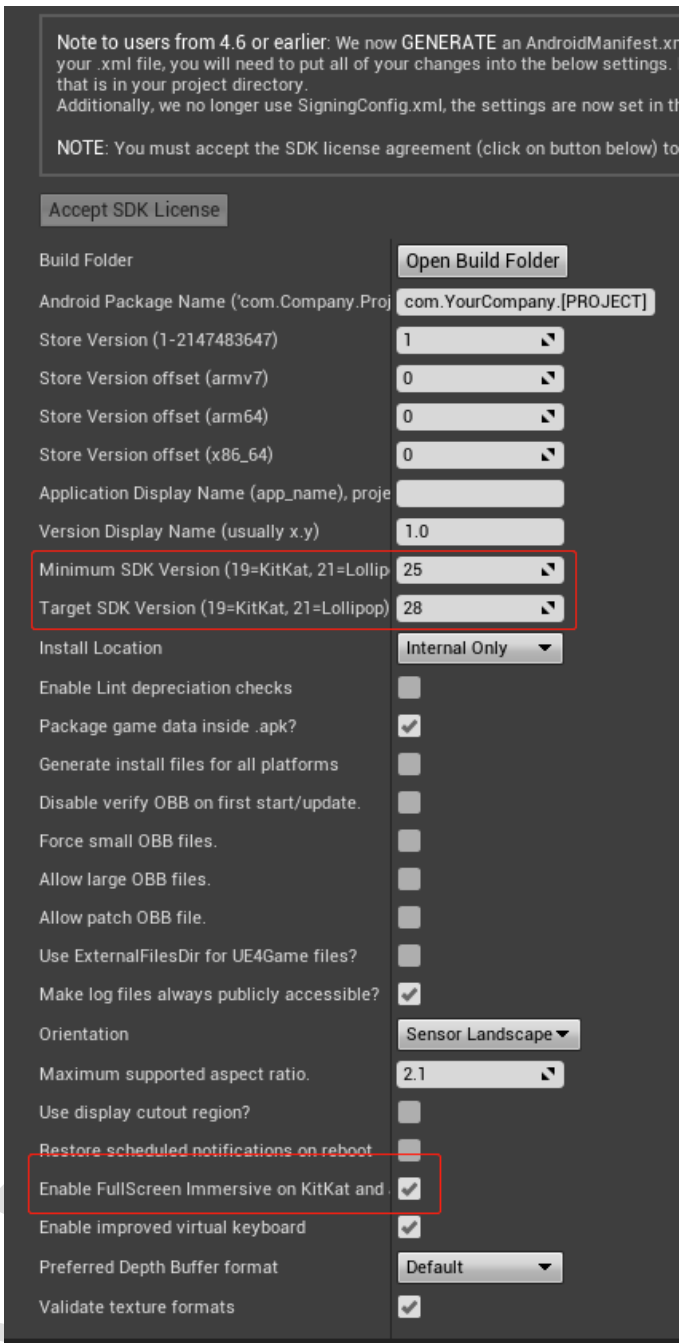 Note to users from 4.6 or earlier: We now GENERATE an AndroidManifest.xm
your .xml file, you will need to put all of your changes into the below settings.
that is in your project directory.
Additionally, we no longer use SigningConfig.xml, the settings are now set in th
NOTE: You must accept the SDK license agreement (click on button below) to
Accept SDK License
Build Folder Open Build Folder
Android Package Name ('com.Company.Proj com.YourCompany.[PROJECT]
Store Version (1-2147483647) 1
Store Version offset (armv7) 0
Store Version offset (arm64) 0
Store Version offset (x86_64) 0
Application Display Name (app_name), proje
Version Display Name (usually x.y) 1.0
Minimum SDK Version (19=KitKat, 21=Lollip 25
Target SDK Version (19=KitKat, 21=Lollipop) 28
Install Location Internal Only
Enable Lint depreciation checks
Package game data inside .apk?
Generate install files for all platforms
Disable verify OBB on first start/update.
Force small OBB files.
Allow large OBB files.
Allow patch OBB file.
Use ExternalFilesDir for UE4Game files?
Make log files always publicly accessible?
Orientation Sensor Landscape
Maximum supported aspect ratio. 2.1
Use display cutout region?
Restore scheduled notifications on reboot
Enable FullScreen Immersive on KitKat and
Enable improved virtual keyboard
Preferred Depth Buffer format Default
Validate texture formats